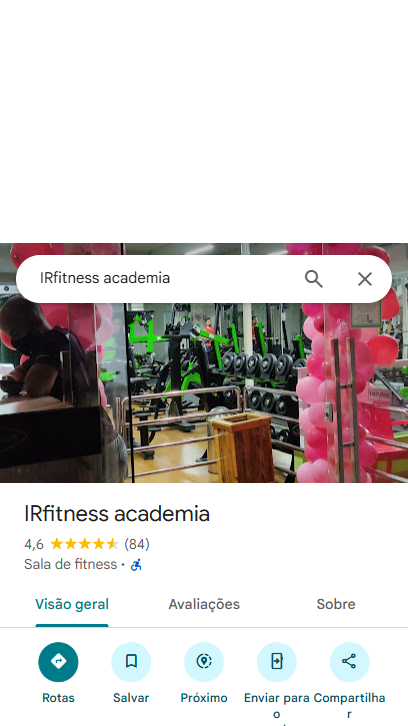 IRfitness academia
IRfitness academia
4,6 (84)
Sala de fitness ·
Visão geral Avaliações Sobre
Rotas Salvar Próximo Enviar para o Compartilhar